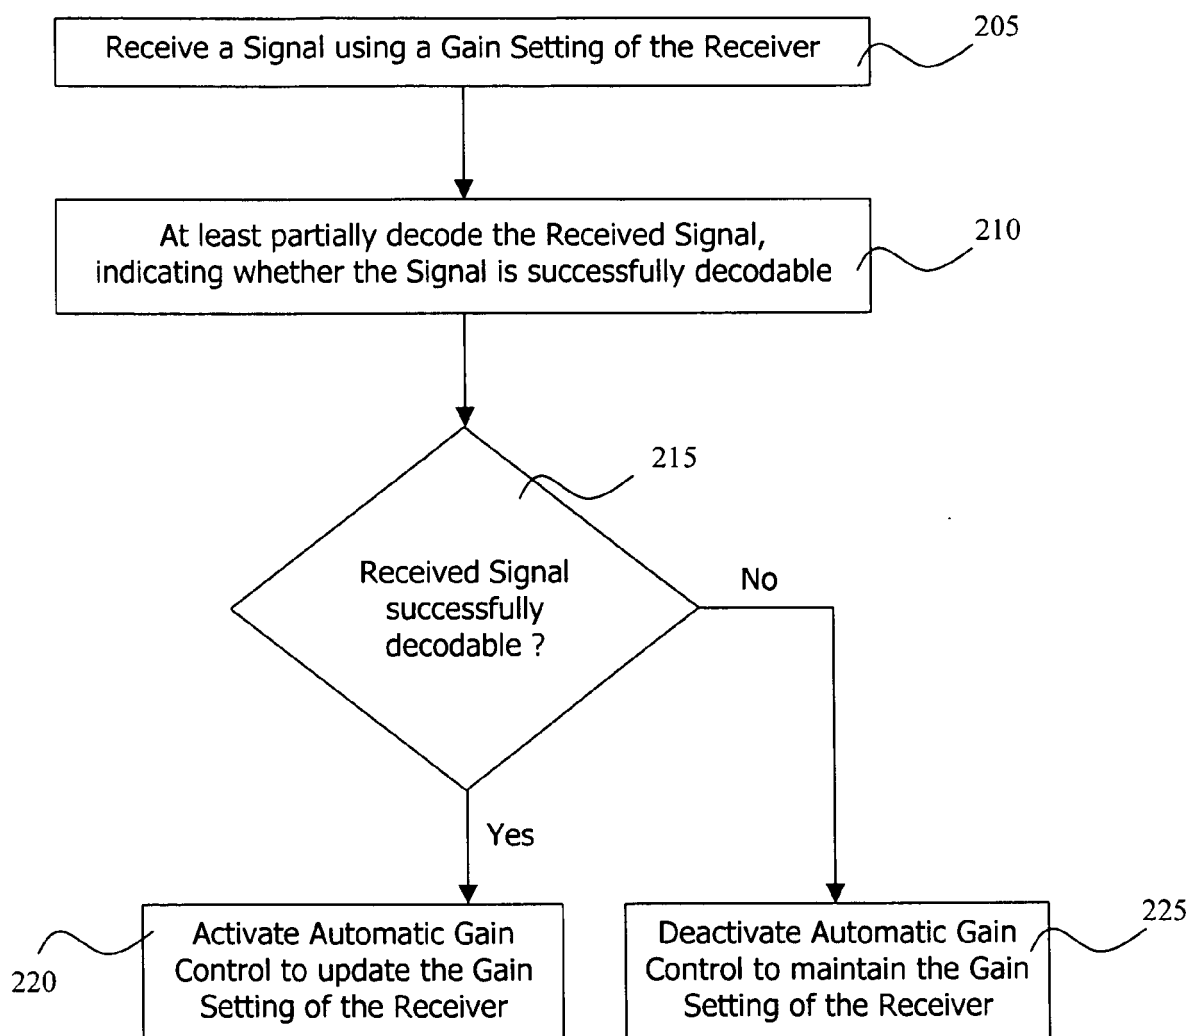 Receive a Signal using a Gain Setting of the Receiver
205
At least partially decode the Received Signal,
indicating whether the Signal is successfully decodable
210
215
Received Signal
successfully
decodable ?
No
Yes
Activate Automatic Gain
Control to update the Gain
Setting of the Receiver
220
Deactivate Automatic Gain
Control to maintain the Gain
Setting of the Receiver
225